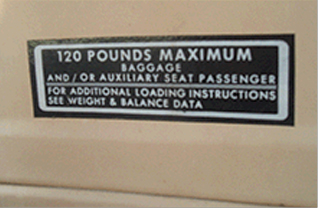 120 POUNDS MAXIMUM
BAGGAGE
AND / OR AUXILIARY SEAT PASSENGER
FOR ADDITIONAL LOADING INSTRUCTIONS
SEE WEIGHT & BALANCE DATA